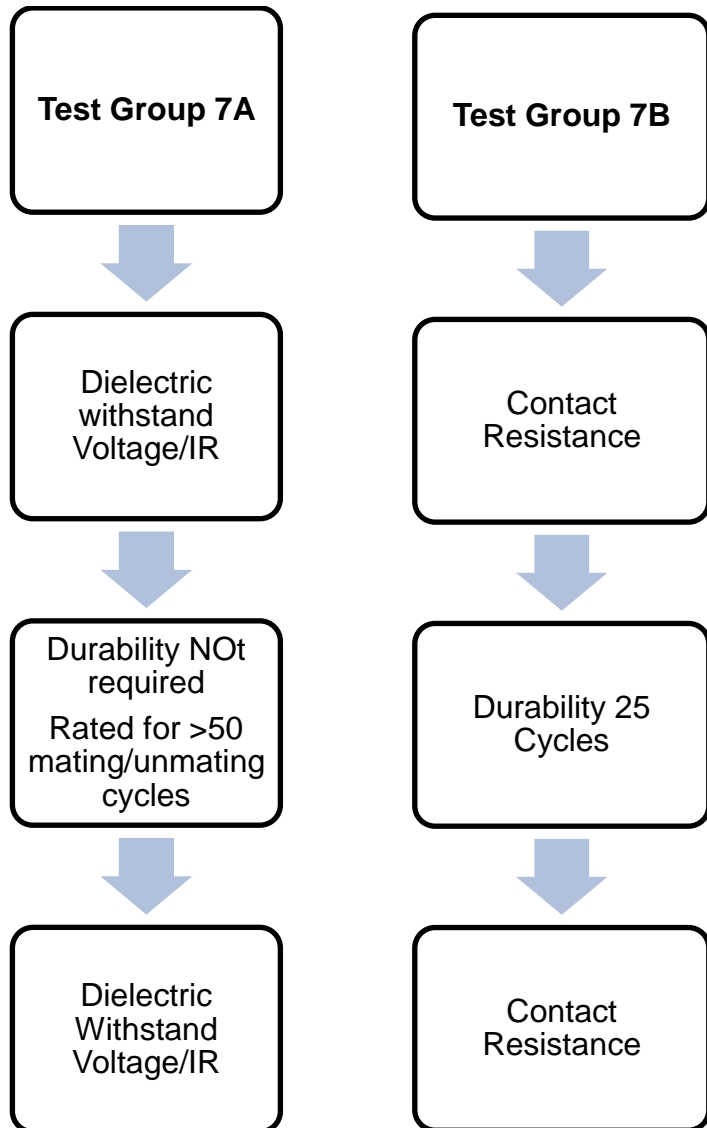 Test Group 7A
Dielectric
withstand
Voltage/IR
Durability NOt
required
Rated for >50
mating/unmating
cycles
Dielectric
Withstand
Voltage/IR
Test Group 7B
Contact
Resistance
Durability 25
Cycles
Contact
Resistance